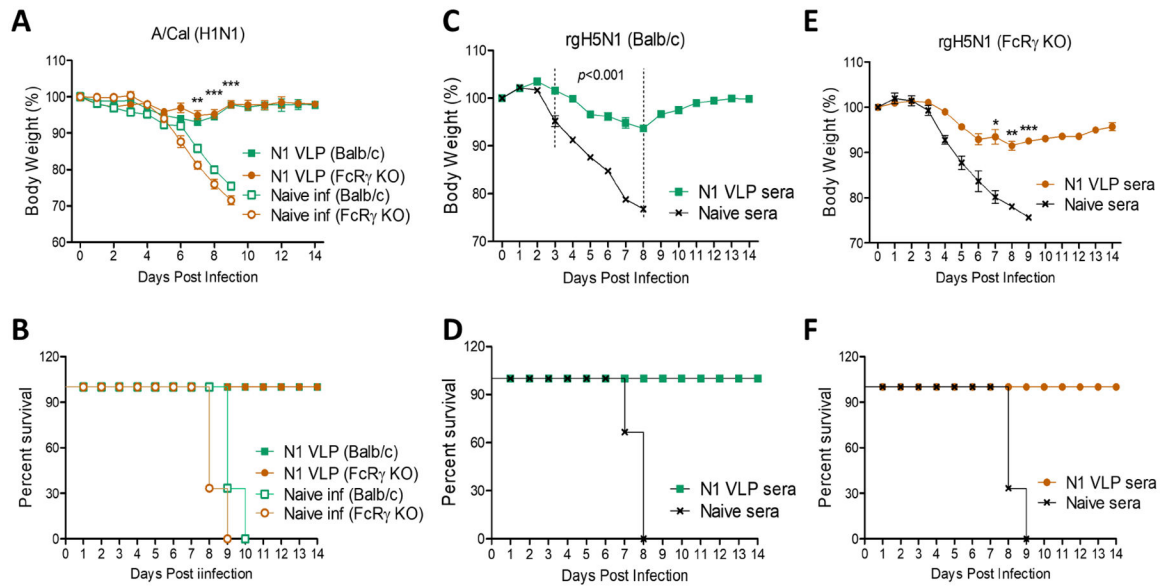 A
A/Cal (H1N1)
Body Weight (%)
110
100
90
80
70
60
** *** ***
N1 VLP (Balb/c)
N1 VLP (FcRγ KO)
Naive inf (Balb/c)
Naive inf (FcRγ KO)
0 2 4 6 8 10 12 14
Days Post Infection
C
rgH5N1 (Balb/c)
Body Weight (%)
110
100
90
80
70
p<0.001
N1 VLP sera
Naive sera
0 1 2 3 4 5 6 7 8 9 10 11 12 13 14
Days Post Infection
E
rgH5N1 (FcRγ KO)
Body Weight (%)
110
100
90
80
70
* ** ***
N1 VLP sera
Naive sera
0 1 2 3 4 5 6 7 8 9 10 11 12 13 14
Days Post Infection
B
Percent survival
120
90
60
30
0
N1 VLP (Balb/c)
N1 VLP (FcRγ KO)
Naive inf (Balb/c)
Naive inf (FcRγ KO)
0 1 2 3 4 5 6 7 8 9 10 11 12 13 14
Days Post iinfection
D
Percent survival
120
90
60
30
0
N1 VLP sera
Naive sera
0 1 2 3 4 5 6 7 8 9 10 11 12 13 14
Days Post Infection
F
Percent survival
120
90
60
30
0
N1 VLP sera
Naive sera
0 1 2 3 4 5 6 7 8 9 10 11 12 13 14
Days Post Infection